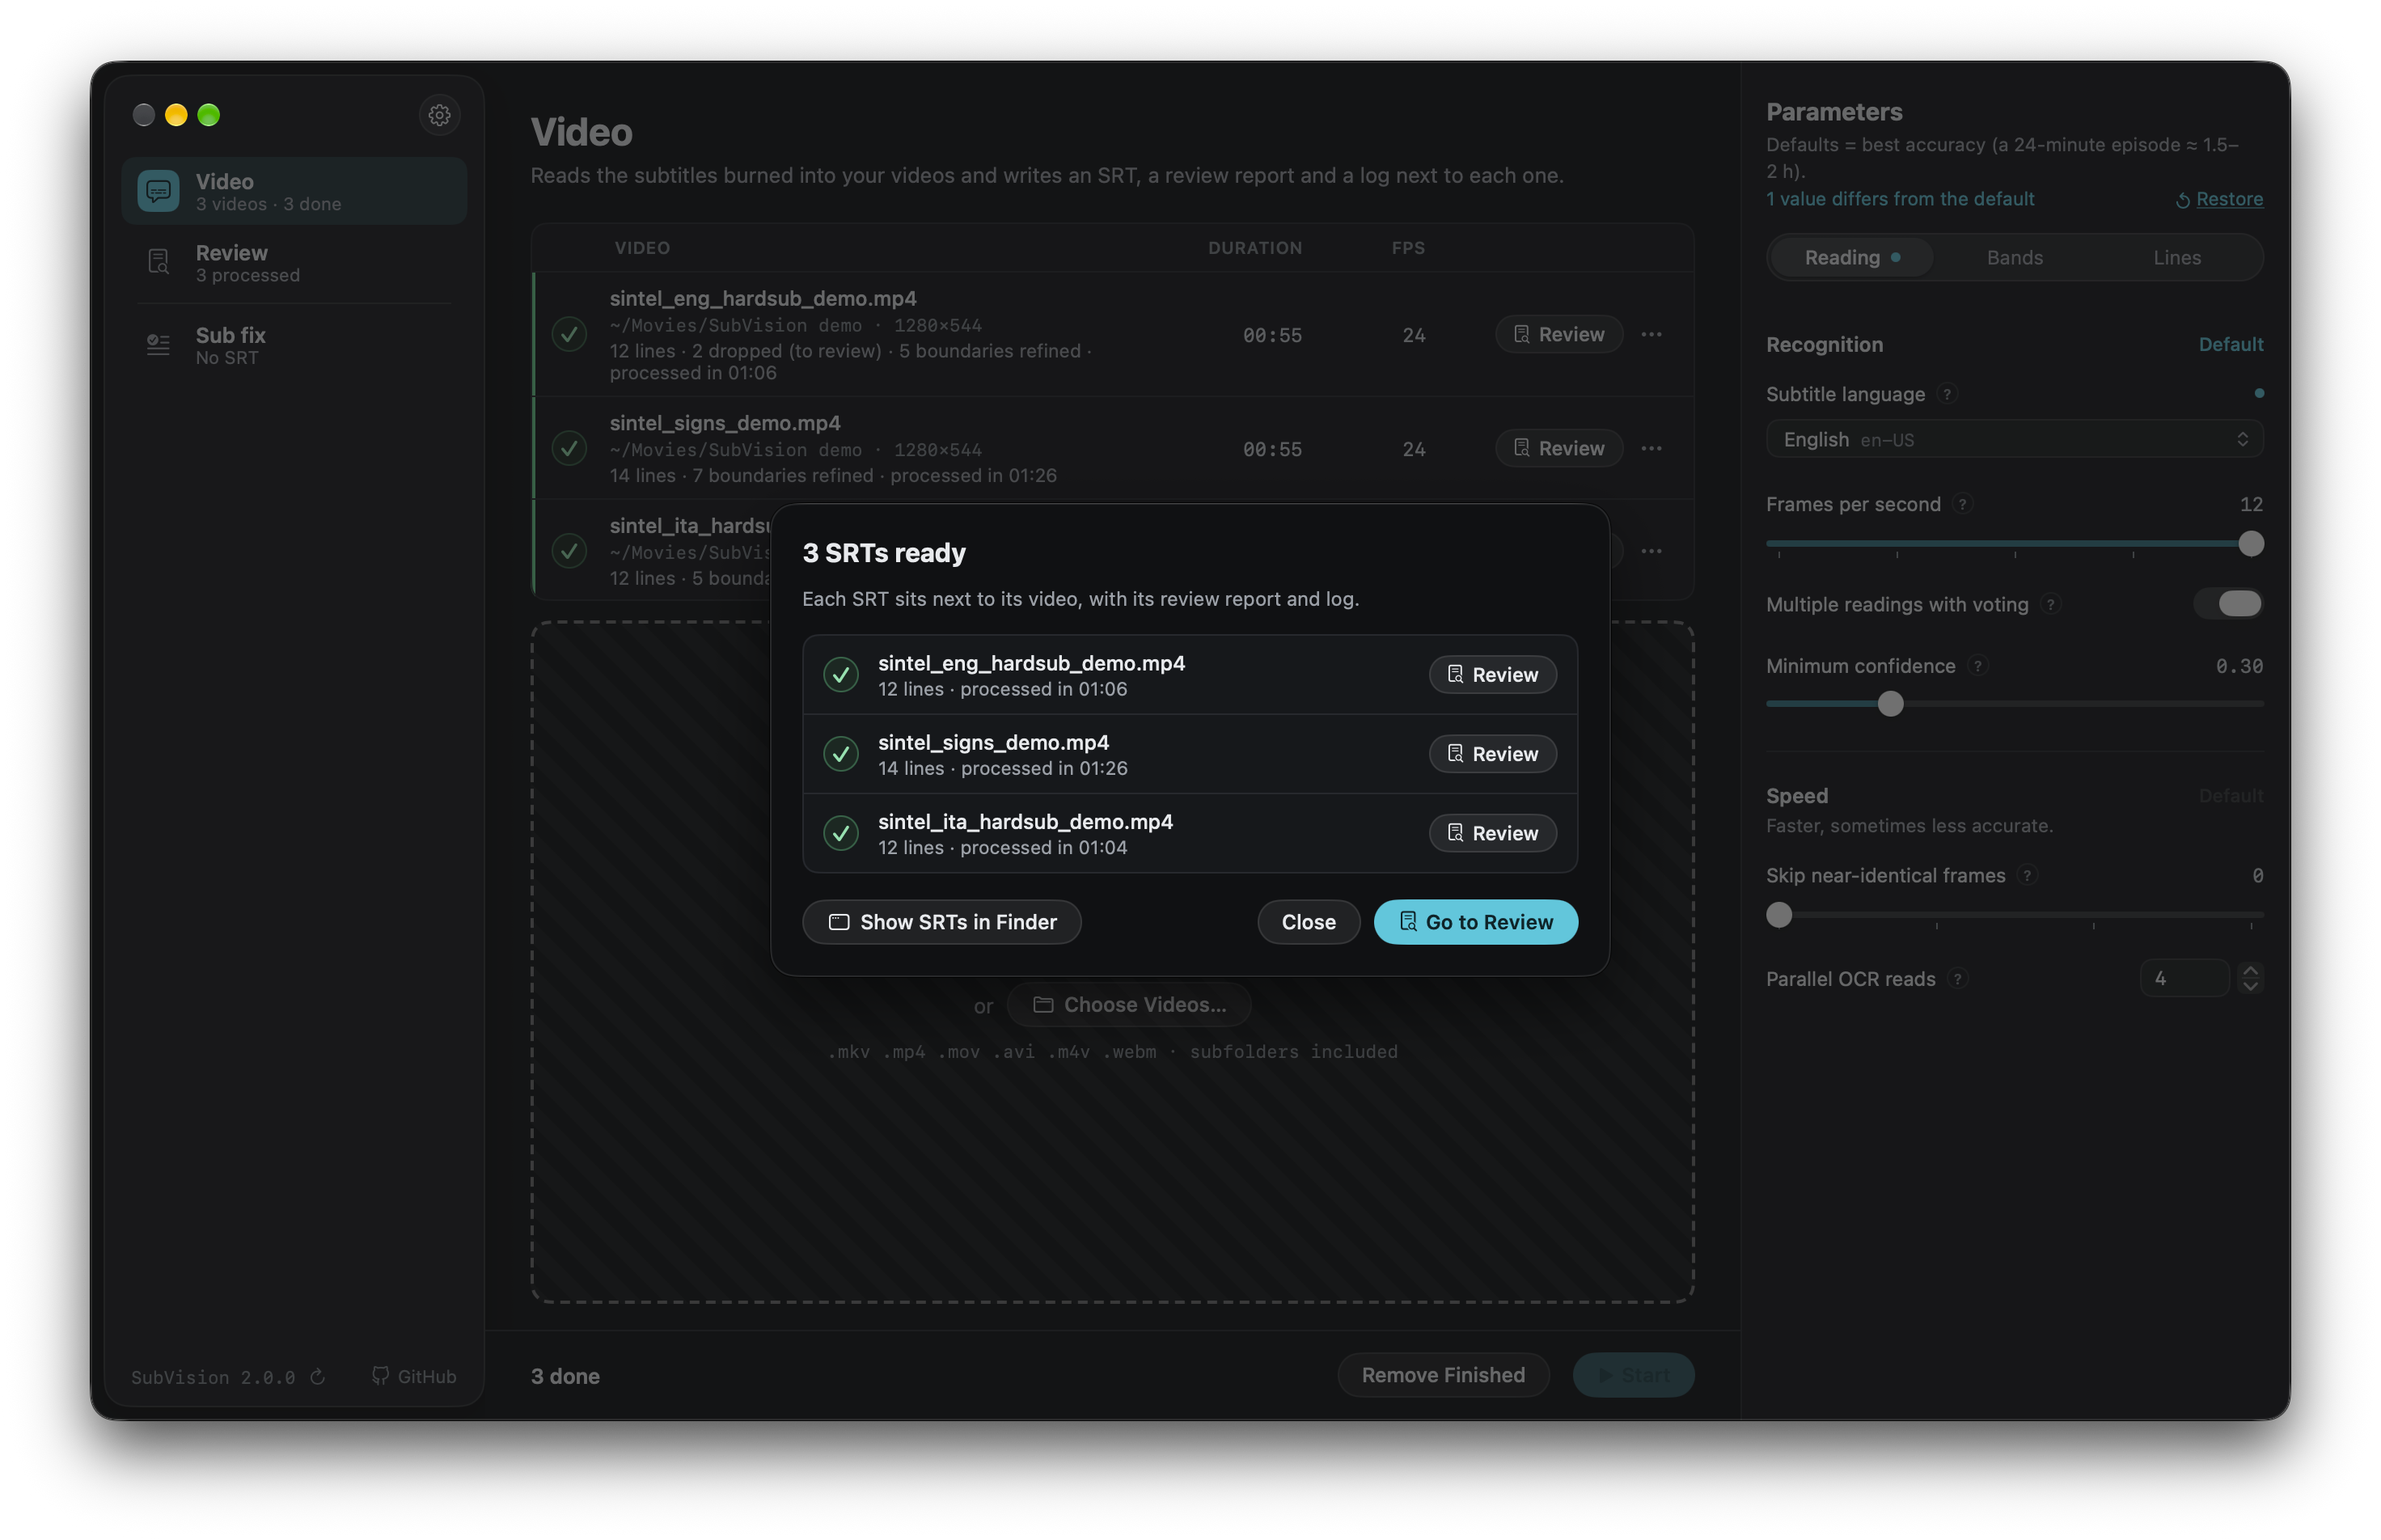 Video
3 videos · 3 done
Review
3 processed
Sub fix
No SRT
SubVision 2.0.0
GitHub
Video
Reads the subtitles burned into your videos and writes an SRT, a review report and a log next to each one.
VIDEO DURATION FPS
sintel_eng_hardsub_demo.mp4
~/Movies/SubVision demo · 1280×544
12 lines · 2 dropped (to review) · 5 boundaries refined ·
processed in 01:06
00:55 24 Review
sintel_signs_demo.mp4
~/Movies/SubVision demo · 1280×544
14 lines · 7 boundaries refined · processed in 01:26
00:55 24 Review
sintel_ita_hardsu
~/Movies/SubVis
12 lines · 5 bounda
3 SRTs ready
Each SRT sits next to its video, with its review report and log.
sintel_eng_hardsub_demo.mp4
12 lines · processed in 01:06
Review
sintel_signs_demo.mp4
14 lines · processed in 01:26
Review
sintel_ita_hardsub_demo.mp4
12 lines · processed in 01:04
Review
Show SRTs in Finder
Close
Go to Review
or Choose Videos...
.mkv .mp4 .mov .avi .m4v .webm · subfolders included
3 done
Remove Finished
Start
Parameters
Defaults = best accuracy (a 24-minute episode ≈ 1.5–
2 h).
1 value differs from the default
Restore
Reading
Bands
Lines
Recognition
Default
Subtitle language ?
English en-US
Frames per second ? 12
Multiple readings with voting ?
Minimum confidence ? 0.30
Speed
Default
Faster, sometimes less accurate.
Skip near-identical frames ? 0
Parallel OCR reads ? 4